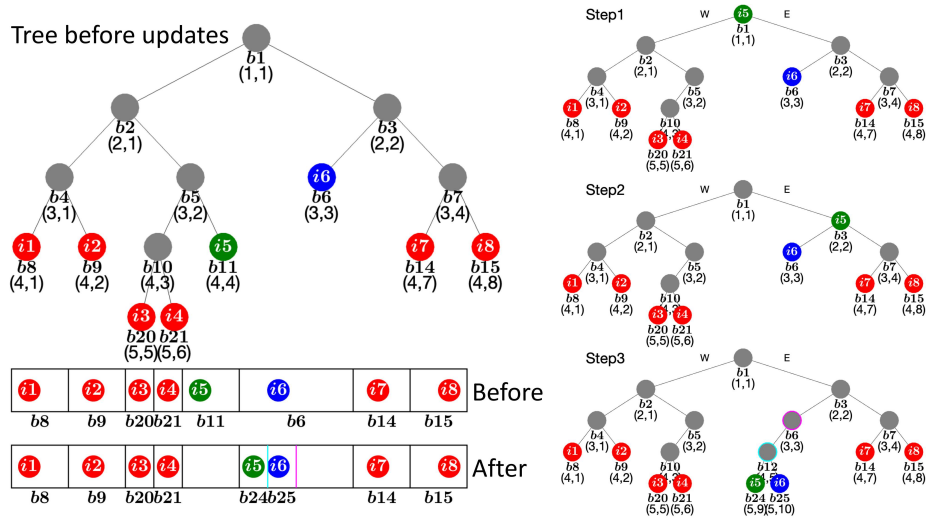 Tree before updates
b1
(1,1)
b2
(2,1)
b3
(2,2)
b4
(3,1)
b5
(3,2)
i6
b6
(3,3)
b7
(3,4)
i1
b8
(4,1)
i2
b9
(4,2)
b10
(4,3)
i5
b11
(4,4)
i7
b14
(4,7)
i8
b15
(4,8)
i3
b20
(5,5)
i4
b21
(5,6)
i1 i2 i3 i4 i5 i6 i7 i8 Before
b8 b9 b20 b21 b11 b6 b14 b15
i1 i2 i3 i4 i5 i6 i7 i8 After
b8 b9 b20 b21 b24 b25 b14 b15
Step1
W
E
i5
b1
(1,1)
b2
(2,1)
b3
(2,2)
b4
(3,1)
b5
(3,2)
i6
b6
(3,3)
b7
(3,4)
i1
b8
(4,1)
i2
b9
(4,2)
b10
(4,3)
i7
b14
(4,7)
i8
b15
(4,8)
i3
b20
(5,5)
i4
b21
(5,6)
Step2
W
E
b1
(1,1)
b2
(2,1)
i5
b3
(2,2)
b4
(3,1)
b5
(3,2)
i6
b6
(3,3)
b7
(3,4)
i1
b8
(4,1)
i2
b9
(4,2)
b10
(4,3)
i7
b14
(4,7)
i8
b15
(4,8)
i3
b20
(5,5)
i4
b21
(5,6)
Step3
W
E
b1
(1,1)
b2
(2,1)
b3
(2,2)
b4
(3,1)
b5
(3,2)
b6
(3,3)
b7
(3,4)
i1
b8
(4,1)
i2
b9
(4,2)
b10
(4,3)
b12
(4,5)
i7
b14
(4,7)
i8
b15
(4,8)
i3
b20
(5,5)
i4
b21
(5,6)
i5
b24
(5,9)
i6
b25
(5,10)